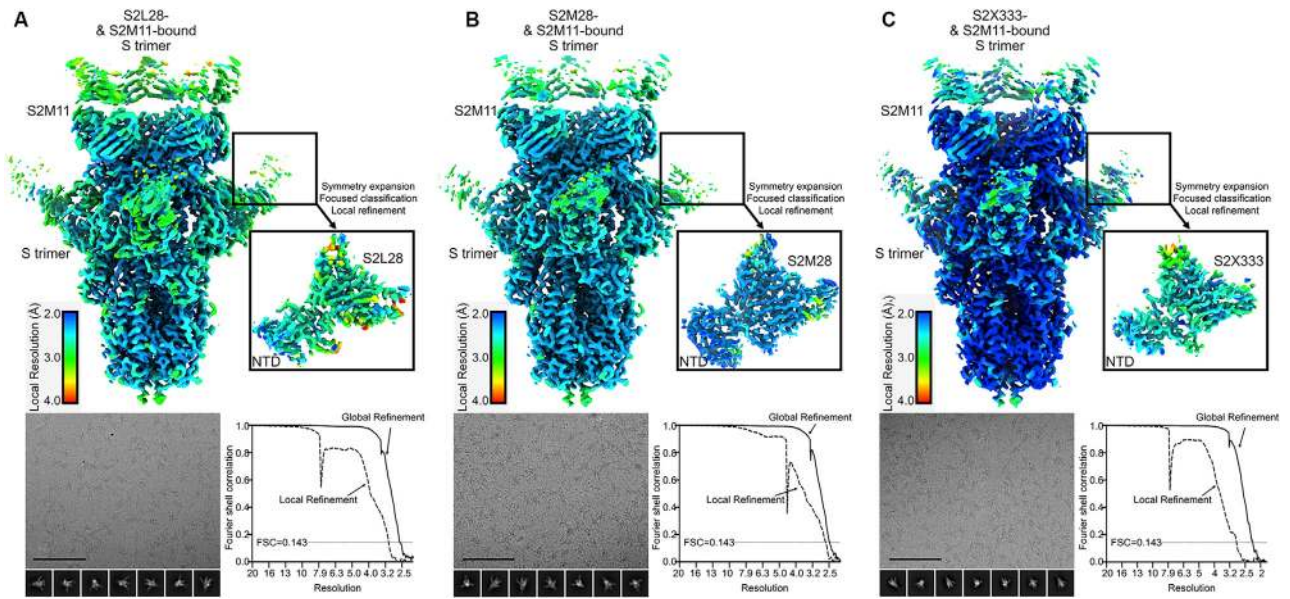 A
S2L28-
& S2M11-bound
S trimer
S2M11
Symmetry expansion
Focused classification
Local refinement
S trimer
S2L28
NTD
Local Resolution (Å)
2.0
3.0
4.0
Global Refinement
Local Refinement
FSC=0.143
Fourier shell correlation
1.0
0.8
0.6
0.4
0.2
0.0
20 16 13 10 7.9 6.3 5.0 4.0 3.2 2.5
Resolution
B
S2M28-
& S2M11-bound
S trimer
S2M11
Symmetry expansion
Focused classification
Local refinement
S trimer
S2M28
NTD
Local Resolution (Å)
2.0
3.0
4.0
Global Refinement
Local Refinement
FSC=0.143
Fourier shell correlation
1.0
0.8
0.6
0.4
0.2
0.0
20 16 13 10 7.9 6.3 5.0 4.0 3.2 2.5
Resolution
C
S2X333-
& S2M11-bound
S trimer
S2M11
Symmetry expansion
Focused classification
Local refinement
S trimer
S2X333
NTD
Local Resolution (Å)
2.0
3.0
4.0
Global Refinement
Local Refinement
FSC=0.143
Fourier shell correlation
1.0
0.8
0.6
0.4
0.2
0.0
20 16 13 10 7.9 6.3 5 4 3.2 2.5 2
Resolution